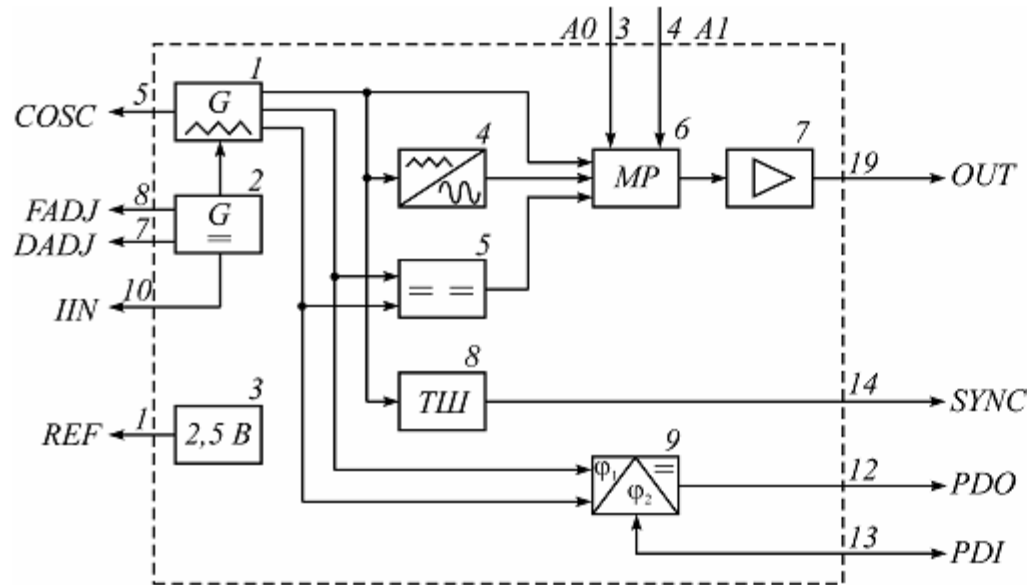 A0 3 4 A1
1
5 G
COSC
4 6 7
2 MP 19 OUT
FADJ 8 G
DADJ 7 =
5
10 = =
IIN
8
3 ТШ 14 SYNC
REF 1 2,5 В
9
φ1 =
φ2 12 PDO
13 PDI